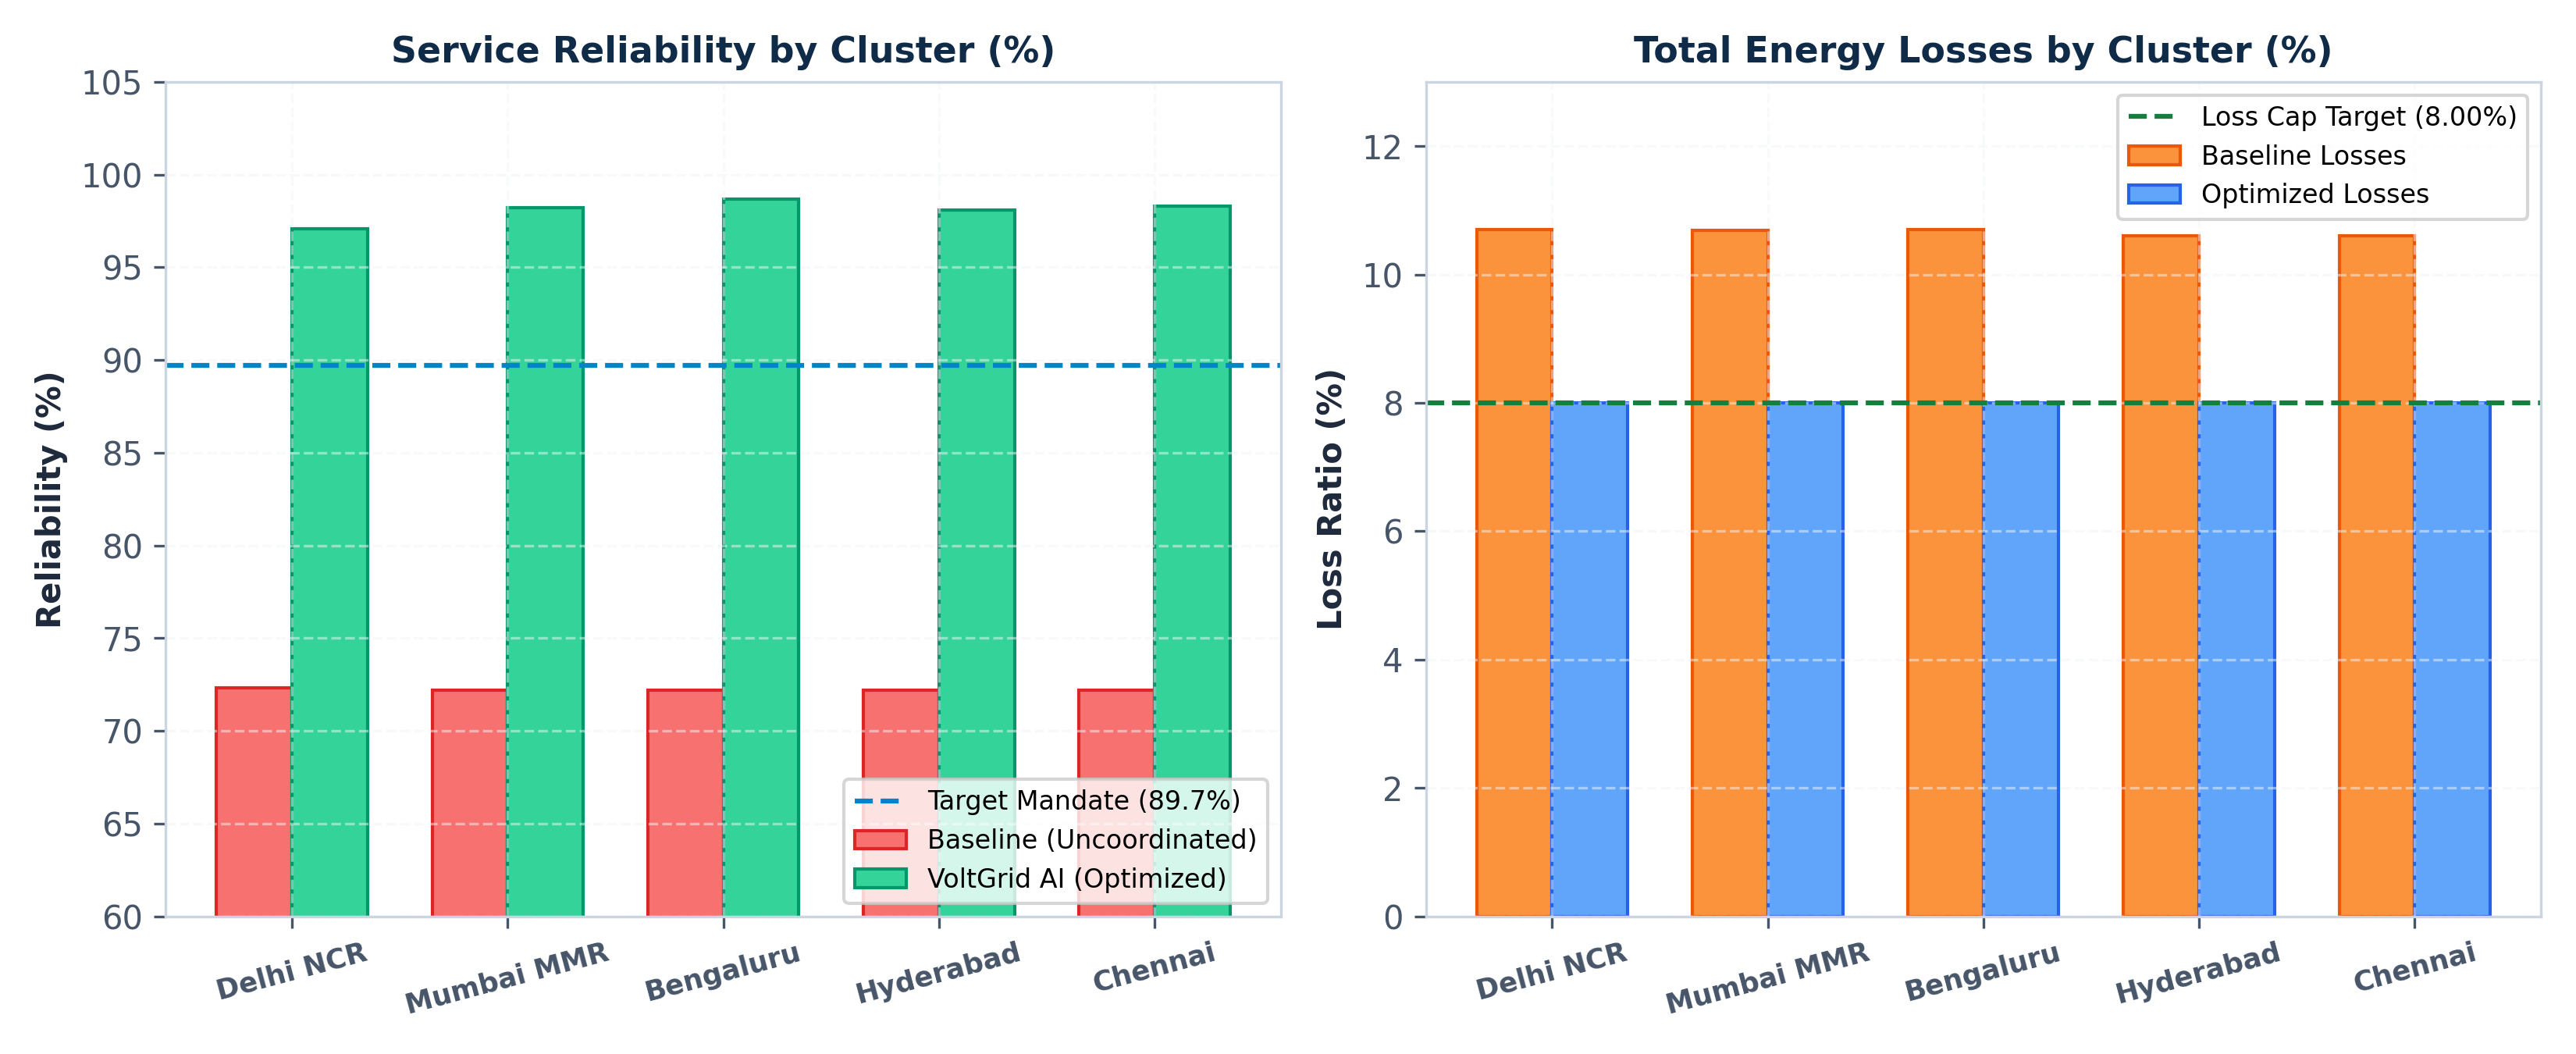 Service Reliability by Cluster (%)
Reliability (%)
105
100
95
90
85
80
75
70
65
60
Target Mandate (89.7%)
Baseline (Uncoordinated)
VoltGrid AI (Optimized)
Delhi NCR
Mumbai MMR
Bengaluru
Hyderabad
Chennai
Total Energy Losses by Cluster (%)
Loss Ratio (%)
12
10
8
6
4
2
0
Loss Cap Target (8.00%)
Baseline Losses
Optimized Losses
Delhi NCR
Mumbai MMR
Bengaluru
Hyderabad
Chennai